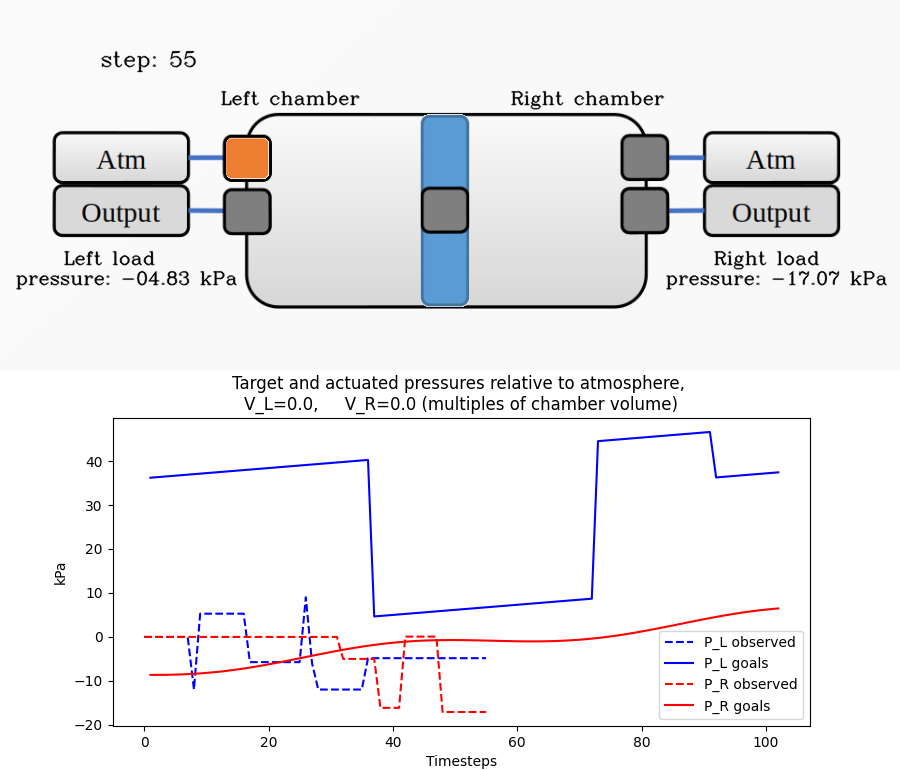 step: 55
Left chamber
Right chamber
Atm
Atm
Output
Output
Left load
pressure: -04.83 kPa
Right load
pressure: -17.07 kPa
Target and actuated pressures relative to atmosphere,
V_L=0.0, V_R=0.0 (multiples of chamber volume)
kPa
40
30
20
10
0
−10
−20
P_L observed
P_L goals
P_R observed
P_R goals
0 20 40 60 80 100
Timesteps